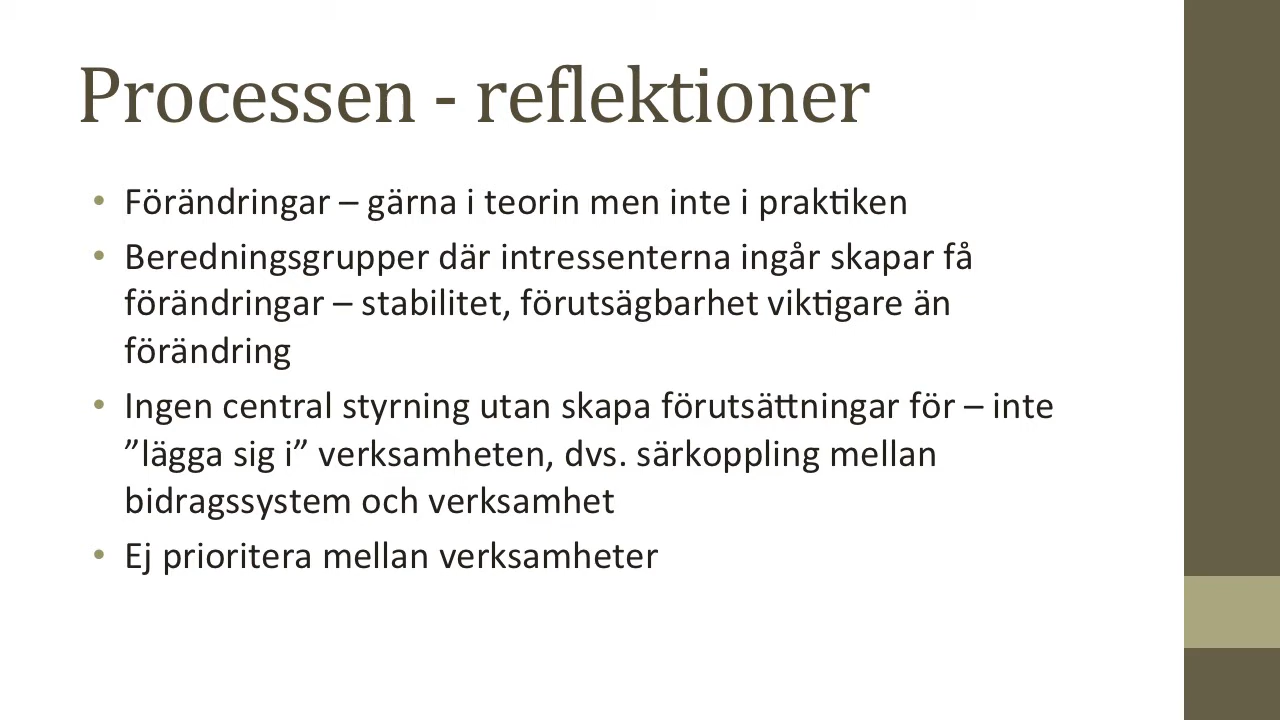 Processen - reflektioner
• Förändringar – gärna i teorin men inte i praktiken
• Beredningsgrupper där intressenterna ingår skapar få
förändringar – stabilitet, förutsägbarhet viktigare än
förändring
• Ingen central styrning utan skapa förutsättningar för – inte
”lägga sig i” verksamheten, dvs. särkoppling mellan
bidragssystem och verksamhet
• Ej prioritera mellan verksamheter